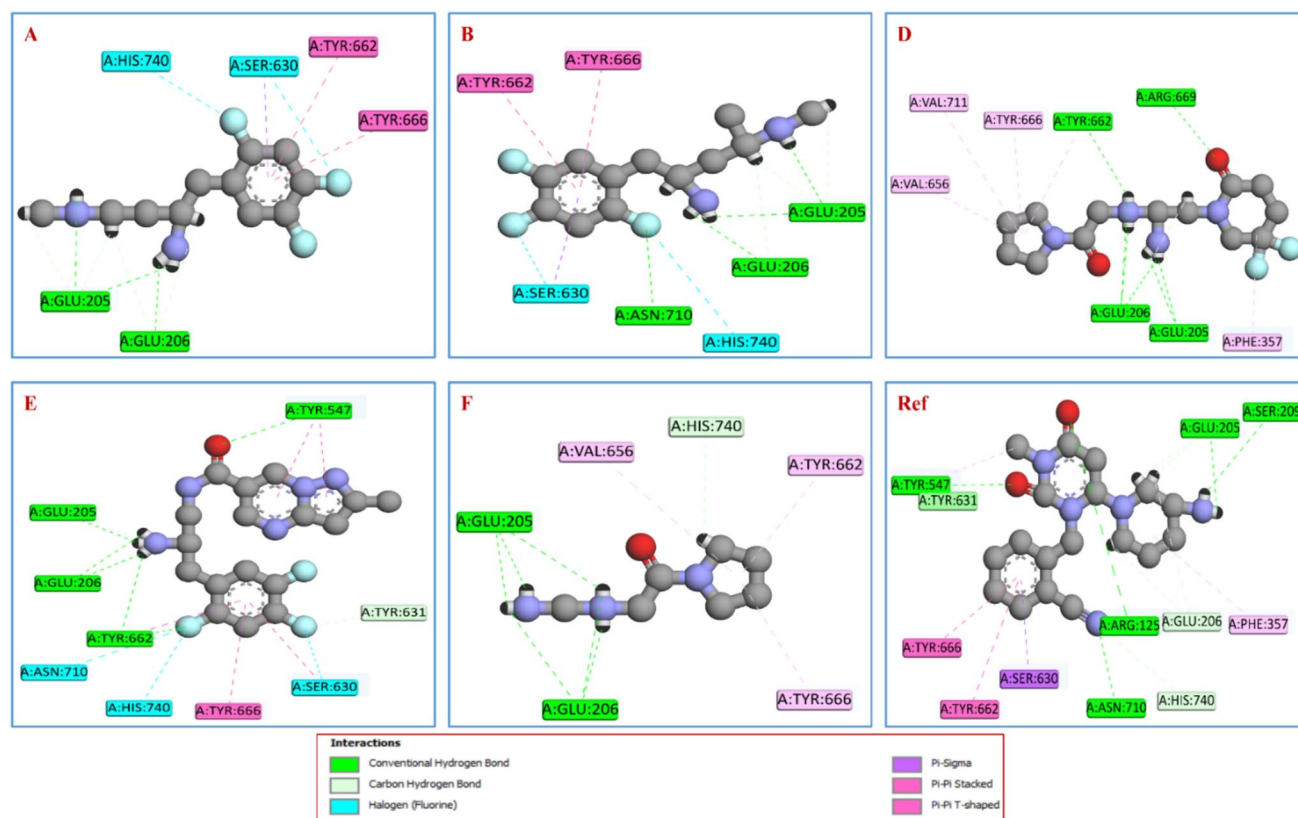 A
A:TYR:662
A:HIS:740
A:SER:630
A:TYR:666
A:GLU:205
A:GLU:206
B
A:TYR:666
A:TYR:662
A:GLU:205
A:GLU:206
A:SER:630
A:ASN:710
A:HIS:740
D
A:ARG:669
A:VAL:711
A:TYR:666
A:TYR:662
A:VAL:656
A:GLU:206
A:GLU:205
A:PHE:357
E
A:TYR:547
A:GLU:205
A:GLU:206
A:TYR:631
A:TYR:662
A:ASN:710
A:HIS:740
A:TYR:666
A:SER:630
F
A:HIS:740
A:VAL:656
A:TYR:662
A:GLU:205
A:GLU:206
A:TYR:666
Ref
A:SER:209
A:GLU:205
A:TYR:547
A:TYR:631
A:ARG:125
A:GLU:206
A:PHE:357
A:TYR:666
A:SER:630
A:TYR:662
A:ASN:710
A:HIS:740
Interactions
Conventional Hydrogen Bond
Carbon Hydrogen Bond
Halogen (Fluorine)
Pi-Sigma
Pi-Pi Stacked
Pi-Pi T-shaped